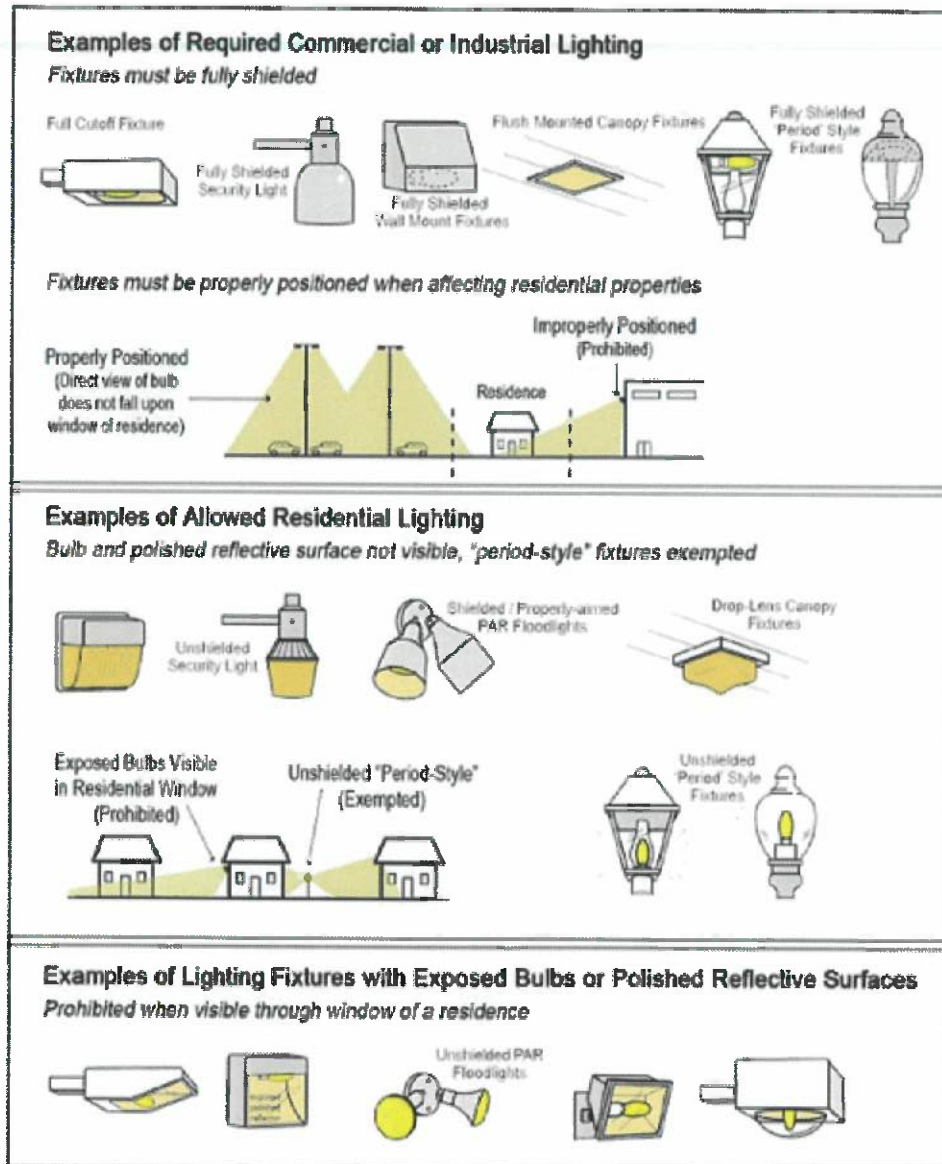 Examples of Required Commercial or Industrial Lighting
Fixtures must be fully shielded
Full Cutoff Fixture
Fully Shielded
Security Light
Fully Shielded
Wall Mount Fixtures
Flush Mounted Canopy Fixtures
Fully Shielded
'Period' Style
Fixtures
Fixtures must be properly positioned when affecting residential properties
Properly Positioned
(Direct view of bulb
does not fall upon
window of residence)
Residence
Improperly Positioned
(Prohibited)
Examples of Allowed Residential Lighting
Bulb and polished reflective surface not visible, "period-style" fixtures exempted
Unshielded
Security Light
Shielded / Properly-aimed
PAR Floodlights
Drop-Lens Canopy
Fixtures
Exposed Bulbs Visible
in Residential Window
(Prohibited)
Unshielded "Period-Style"
(Exempted)
Unshielded
'Period' Style
Fixtures
Examples of Lighting Fixtures with Exposed Bulbs or Polished Reflective Surfaces
Prohibited when visible through window of a residence
Unshielded PAR
Floodlights